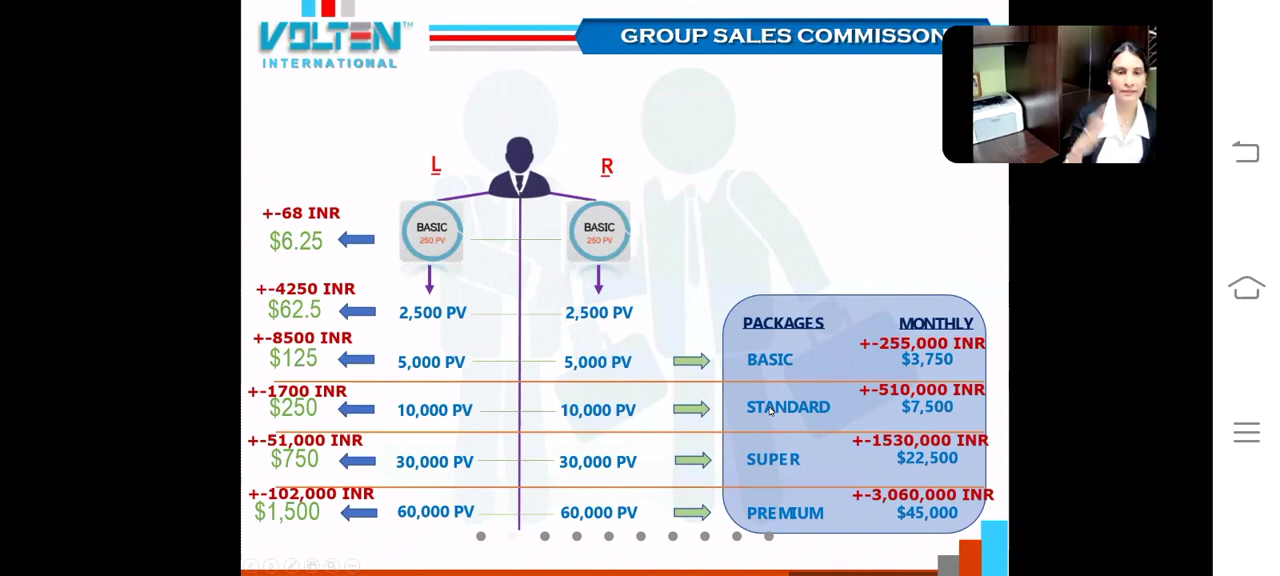 VOLTEN™
INTERNATIONAL
GROUP SALES COMMISSON
L R
BASIC
250 PV
BASIC
250 PV
+-68 INR
$6.25
+-4250 INR
$62.5 2,500 PV 2,500 PV
+-8500 INR
$125 5,000 PV 5,000 PV
+-1700 INR
$250 10,000 PV 10,000 PV
+-51,000 INR
$750 30,000 PV 30,000 PV
+-102,000 INR
$1,500 60,000 PV 60,000 PV
PACKAGES MONTHLY
+-255,000 INR
BASIC $3,750
+-510,000 INR
STANDARD $7,500
+-1530,000 INR
SUPER $22,500
+-3,060,000 INR
PREMIUM $45,000